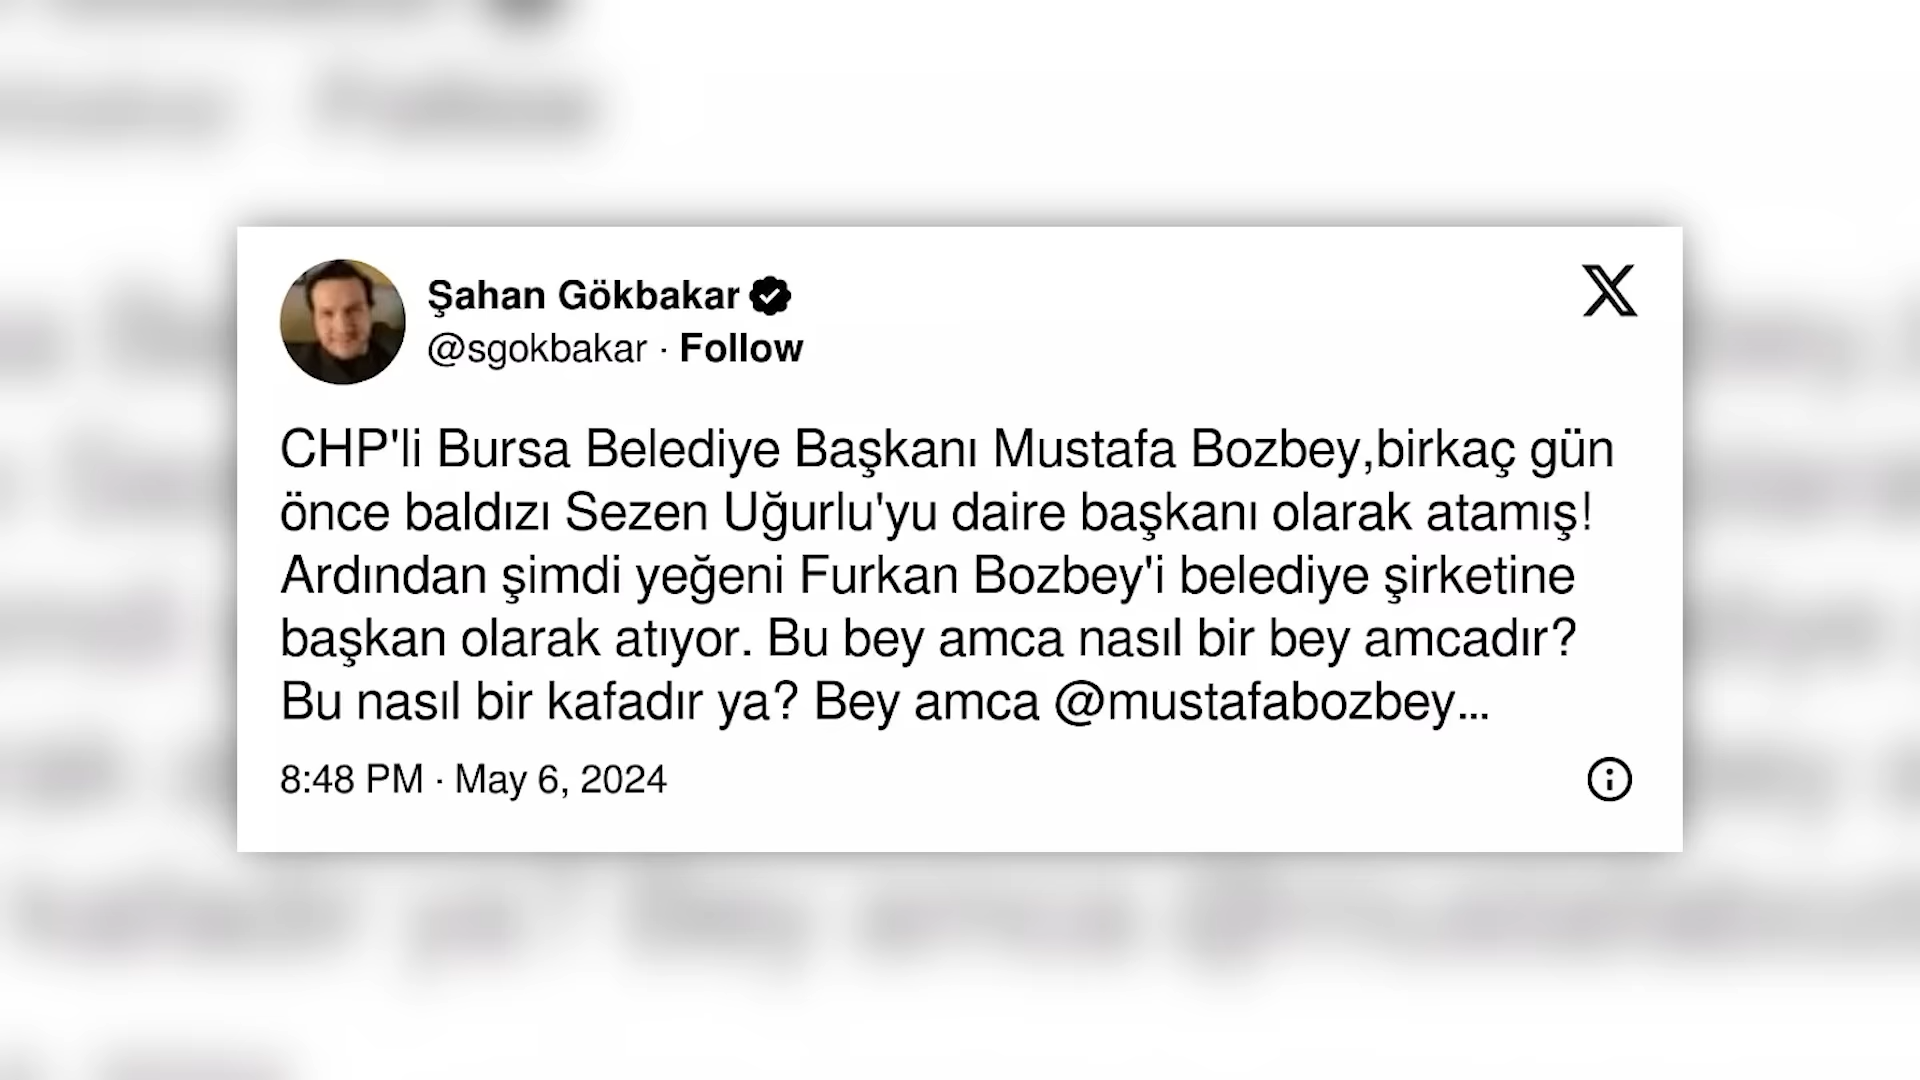 Şahan Gökbakar
@sgokbakar · Follow
CHP'li Bursa Belediye Başkanı Mustafa Bozbey,birkaç gün
önce baldızı Sezen Uğurlu'yu daire başkanı olarak atamış!
Ardından şimdi yeğeni Furkan Bozbey'i belediye şirketine
başkan olarak atıyor. Bu bey amca nasıl bir bey amcadır?
Bu nasıl bir kafadır ya? Bey amca @mustafabozbey...
8:48 PM · May 6, 2024